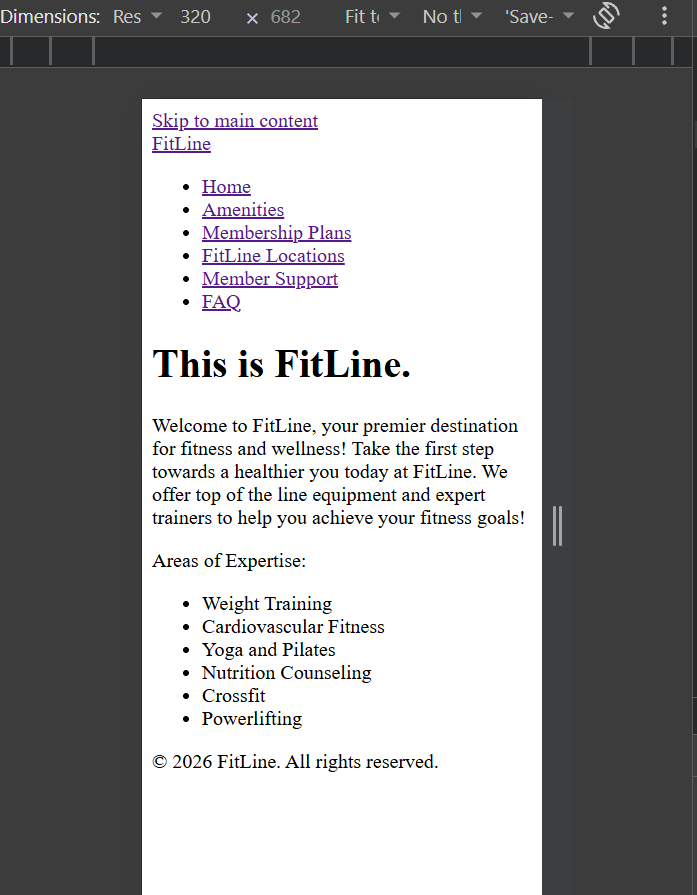 Dimensions: Res 320 × 682 Fit t No t 'Save-
Skip to main content
FitLine
Home
Amenities
Membership Plans
FitLine Locations
Member Support
FAQ
This is FitLine.
Welcome to FitLine, your premier destination
for fitness and wellness! Take the first step
towards a healthier you today at FitLine. We
offer top of the line equipment and expert
trainers to help you achieve your fitness goals!
Areas of Expertise:
Weight Training
Cardiovascular Fitness
Yoga and Pilates
Nutrition Counseling
Crossfit
Powerlifting
© 2026 FitLine. All rights reserved.